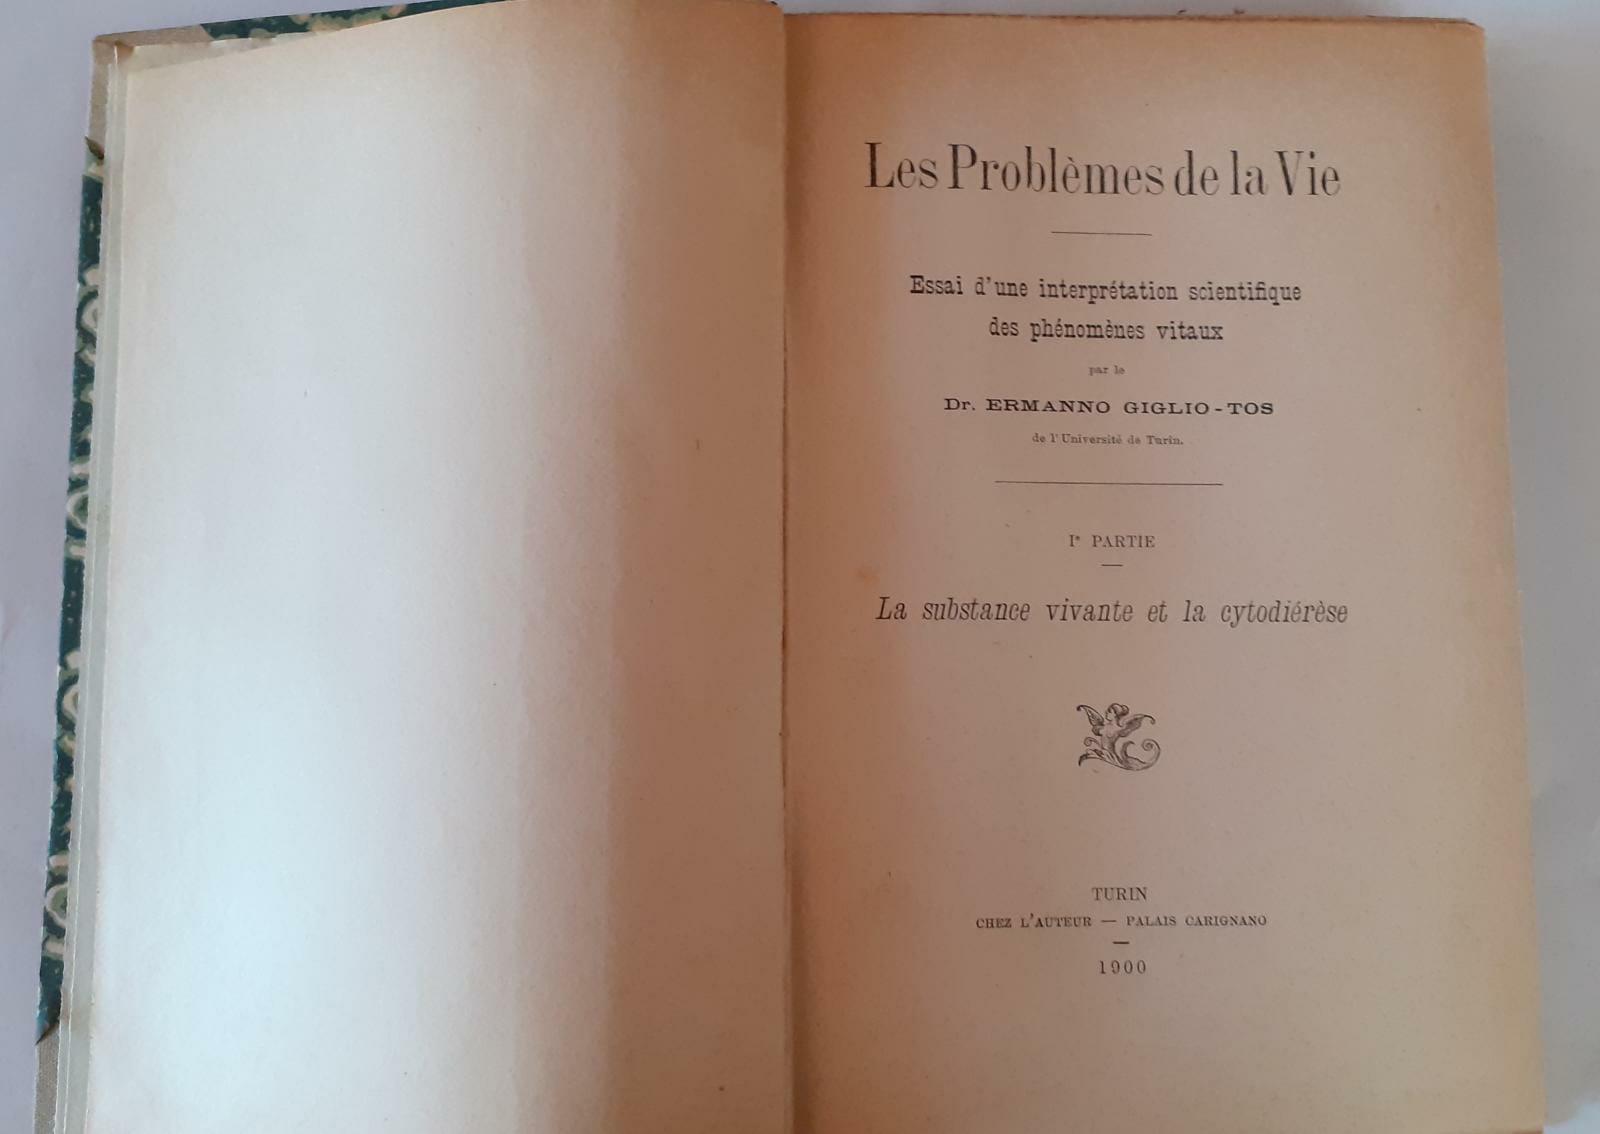 Les Problèmes de la Vie
Essai d'une interprétation scientifique
des phénomènes vitaux
par le
Dr. ERMANNO GIGLIO-TOS
de l'Université de Turin.
Iᵉ PARTIE
La substance vivante et la cytodiérèse
TURIN
CHEZ L'AUTEUR — PALAIS CARIGNANO
1900